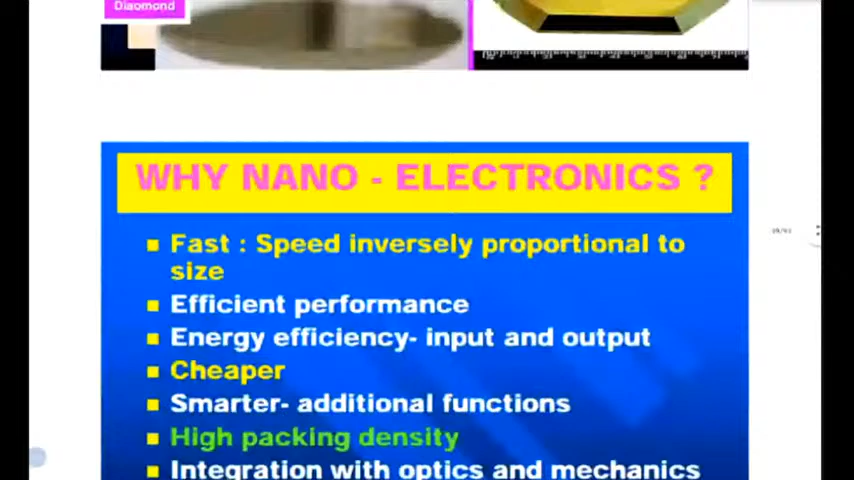 Diaomond
WHY NANO - ELECTRONICS ?
Fast : Speed inversely proportional to
size
Efficient performance
Energy efficiency- input and output
Cheaper
Smarter- additional functions
High packing density
Integration with optics and mechanics